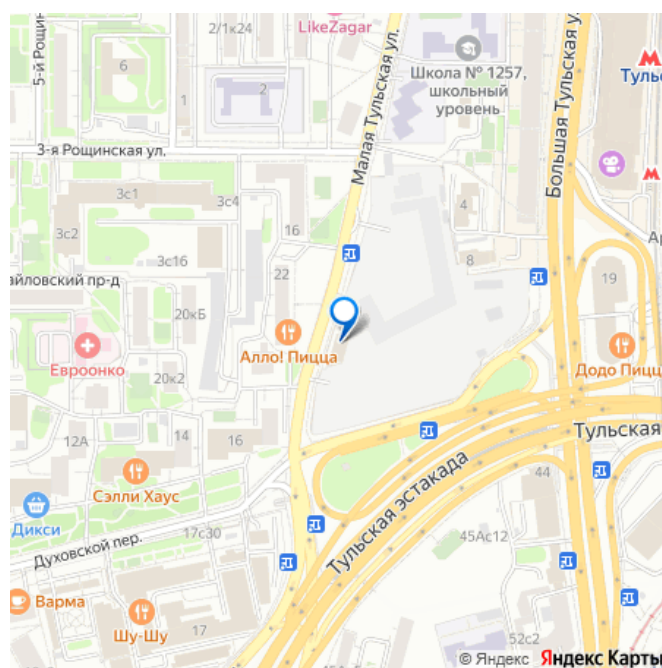 LikeZagar
2/1к24
5-й Рощин
6
2
1
Школа № 1257,
школьный
уровень
Малая Тульская ул.
Большая Тульская ул
Тульс
3-я Рощинская ул.
3с1
3с4
3с2
3с16
16
4
8
Ар
айловский пр-д
22
19
20кБ
Алло! Пицца
Евроонко
20к2
Додо Пицц
12А
14
16
Тульская
Сэлли Хаус
44
Дикси
17с30
Тульская эстакада
45Ас12
Духовской пер.
Варма
Шу-Шу
17
52с2
© Яндекс Яндекс Карты